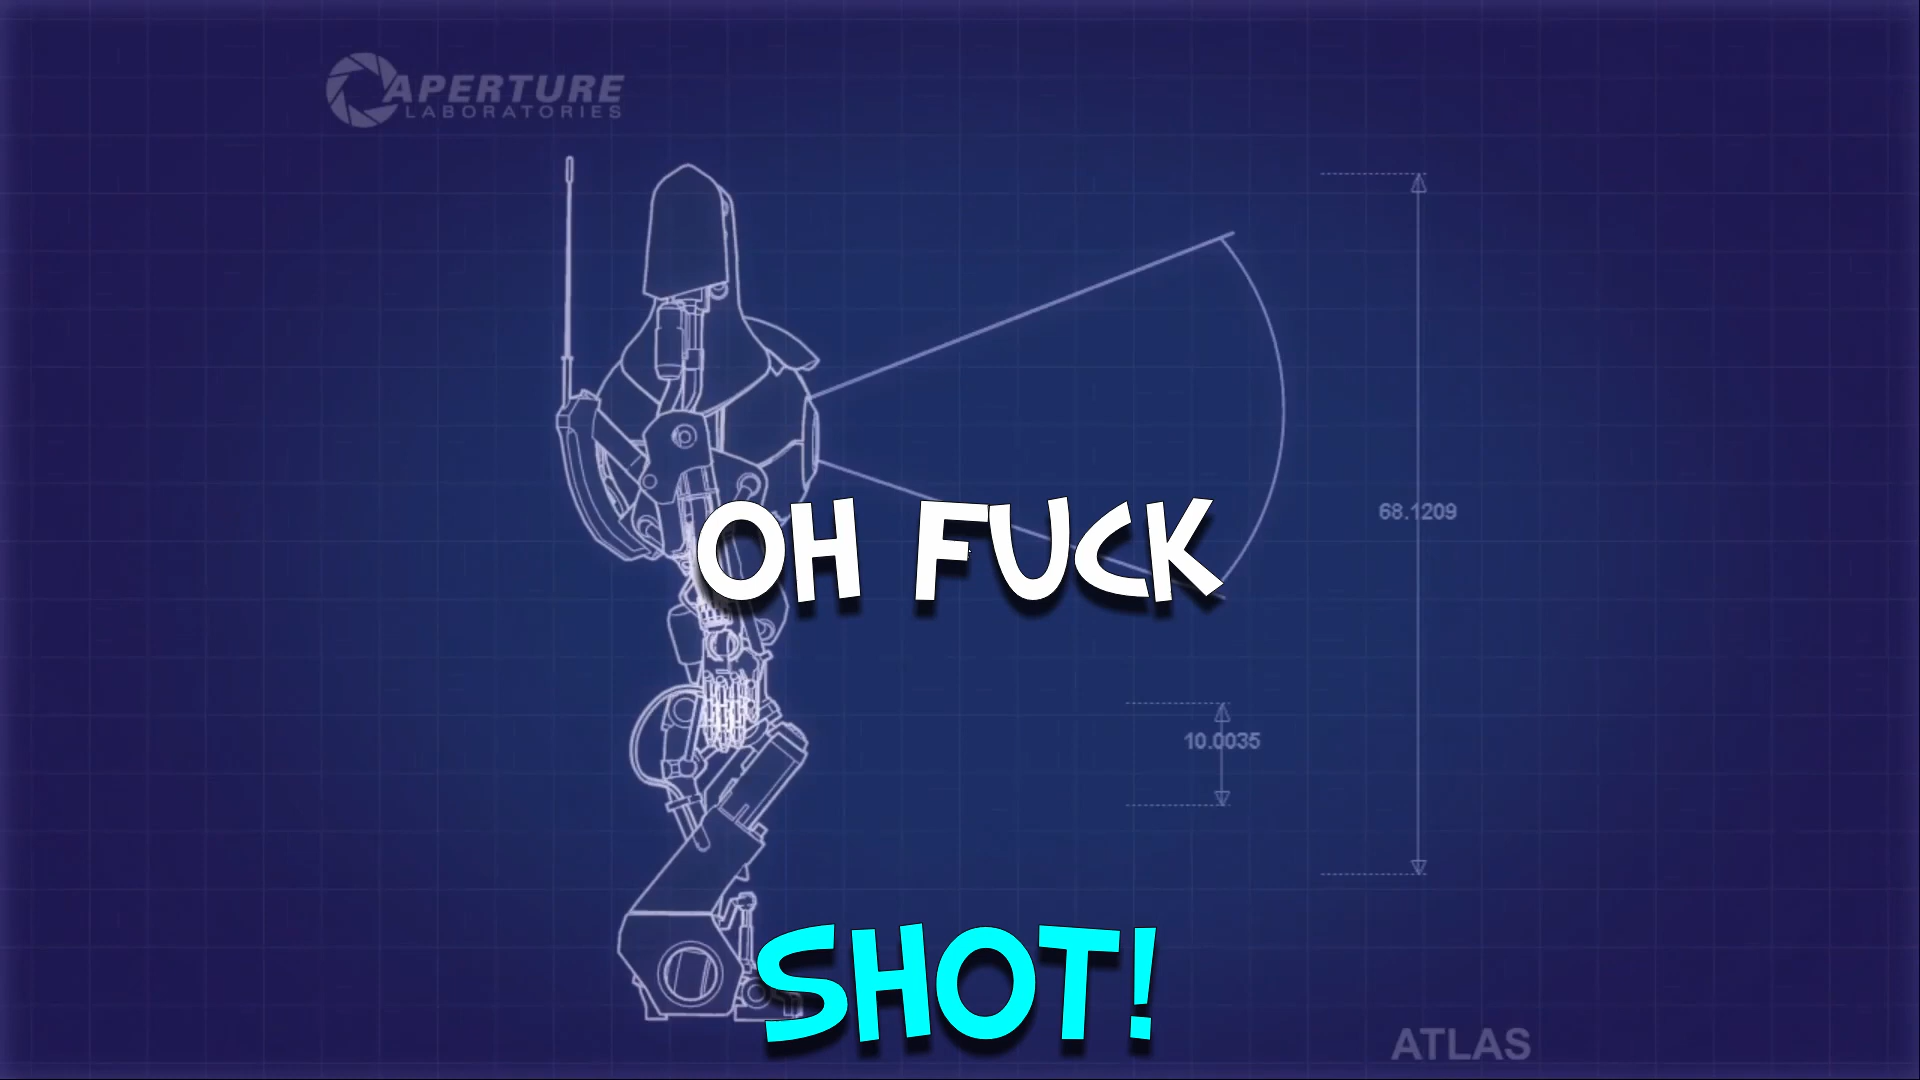 APERTURE
LABORATORIES
68.1209
OH FUCK
10.0035
SHOT!
ATLAS